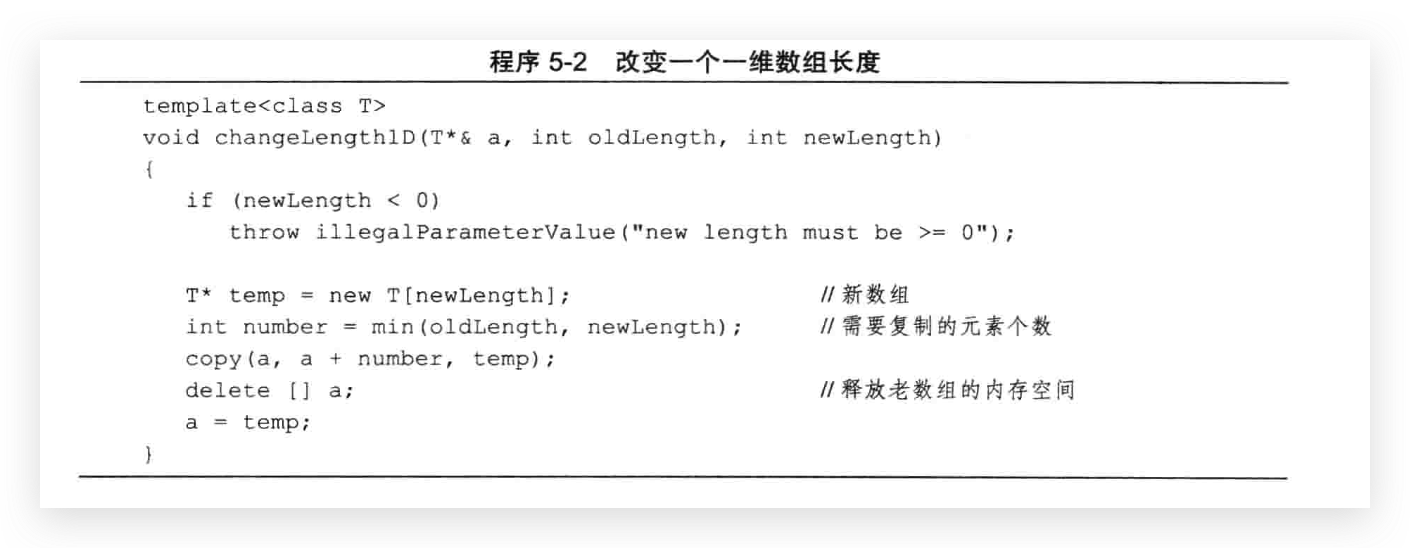 程序 5-2 改变一个一维数组长度
template<class T>
void changeLength1D(T*& a, int oldLength, int newLength)
{
if (newLength < 0)
throw illegalParameterValue("new length must be >= 0");
T* temp = new T[newLength]; // 新数组
int number = min(oldLength, newLength); // 需要复制的元素个数
copy(a, a + number, temp);
delete [] a; // 释放老数组的内存空间
a = temp;
}